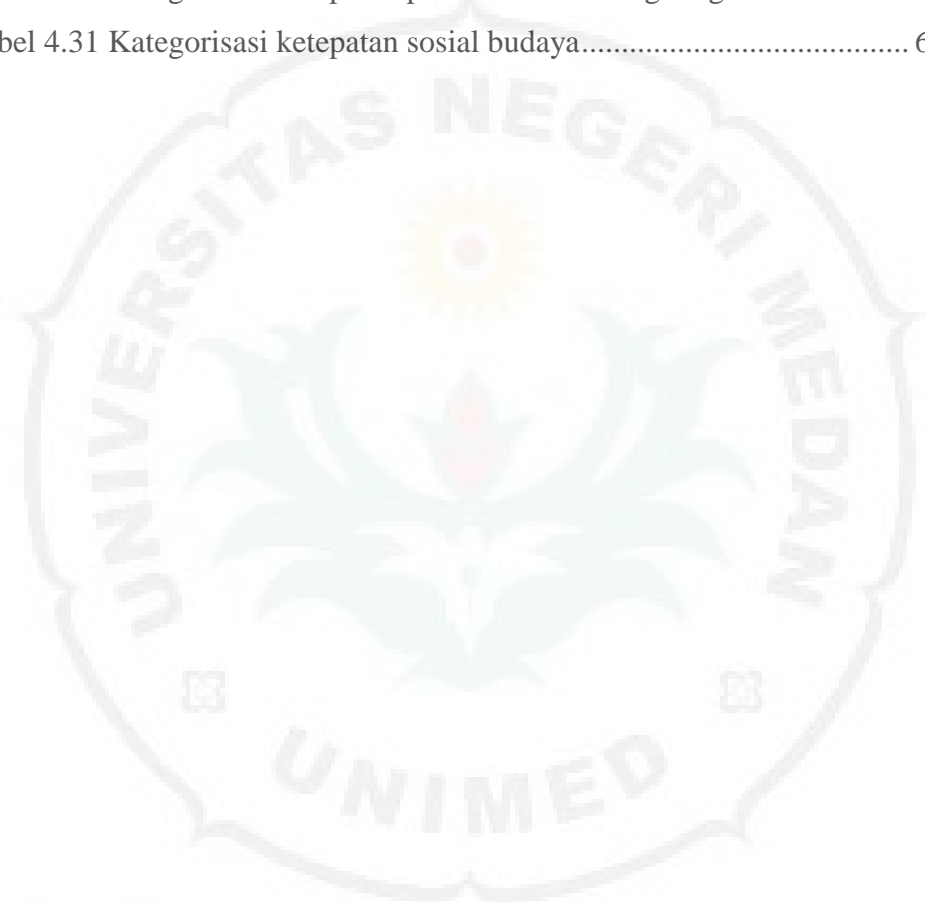 bel 4.31 Kategorisasi ketepatan sosial budaya..................................... 6
UNIVERSITAS NEGERI MEDAN
UNIMED